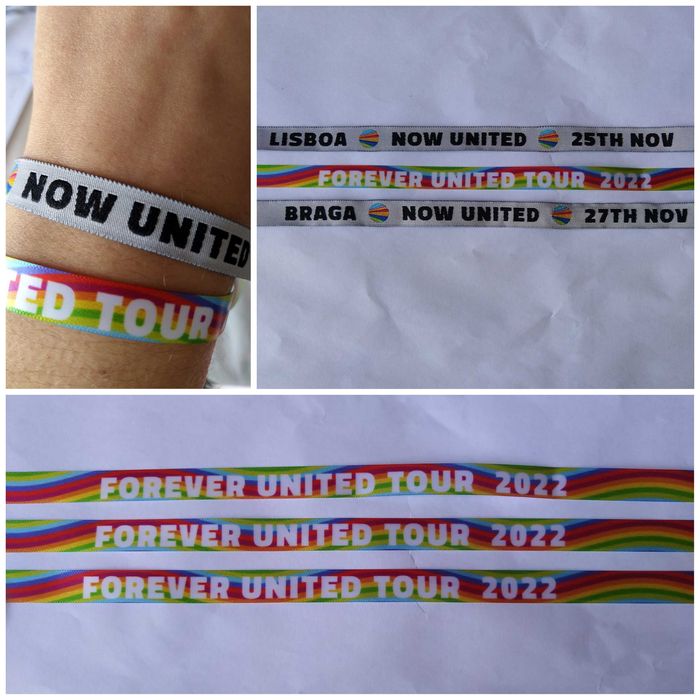 NOW UNITED
TED TOUR
LISBOA NOW UNITED 25TH NOV
FOREVER UNITED TOUR 2022
BRAGA NOW UNITED 27TH NOV
FOREVER UNITED TOUR 2022
FOREVER UNITED TOUR 2022
FOREVER UNITED TOUR 2022